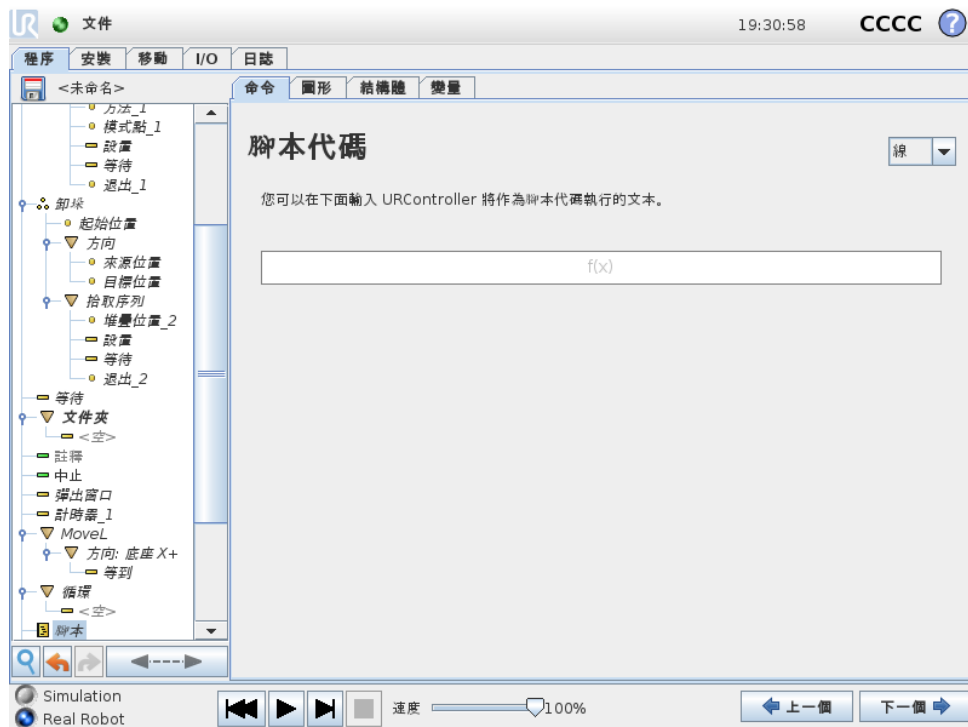 UR 文件 19:30:58 CCCC ?
程序 安裝 移動 I/O 日誌
<未命名>
方法_1
模式點_1
設置
等待
退出_1
卸垛
起始位置
方向
來源位置
目標位置
拾取序列
堆疊位置_2
設置
等待
退出_2
等待
文件夾
<空>
註釋
中止
彈出窗口
計時器_1
MoveL
方向: 底座 X+
等到
循環
<空>
腳本
命令 圖形 結構體 變量
腳本代碼
線
您可以在下面輸入 URController 將作為腳本代碼執行的文本。
f(x)
Simulation
Real Robot
速度 100%
上一個 下一個